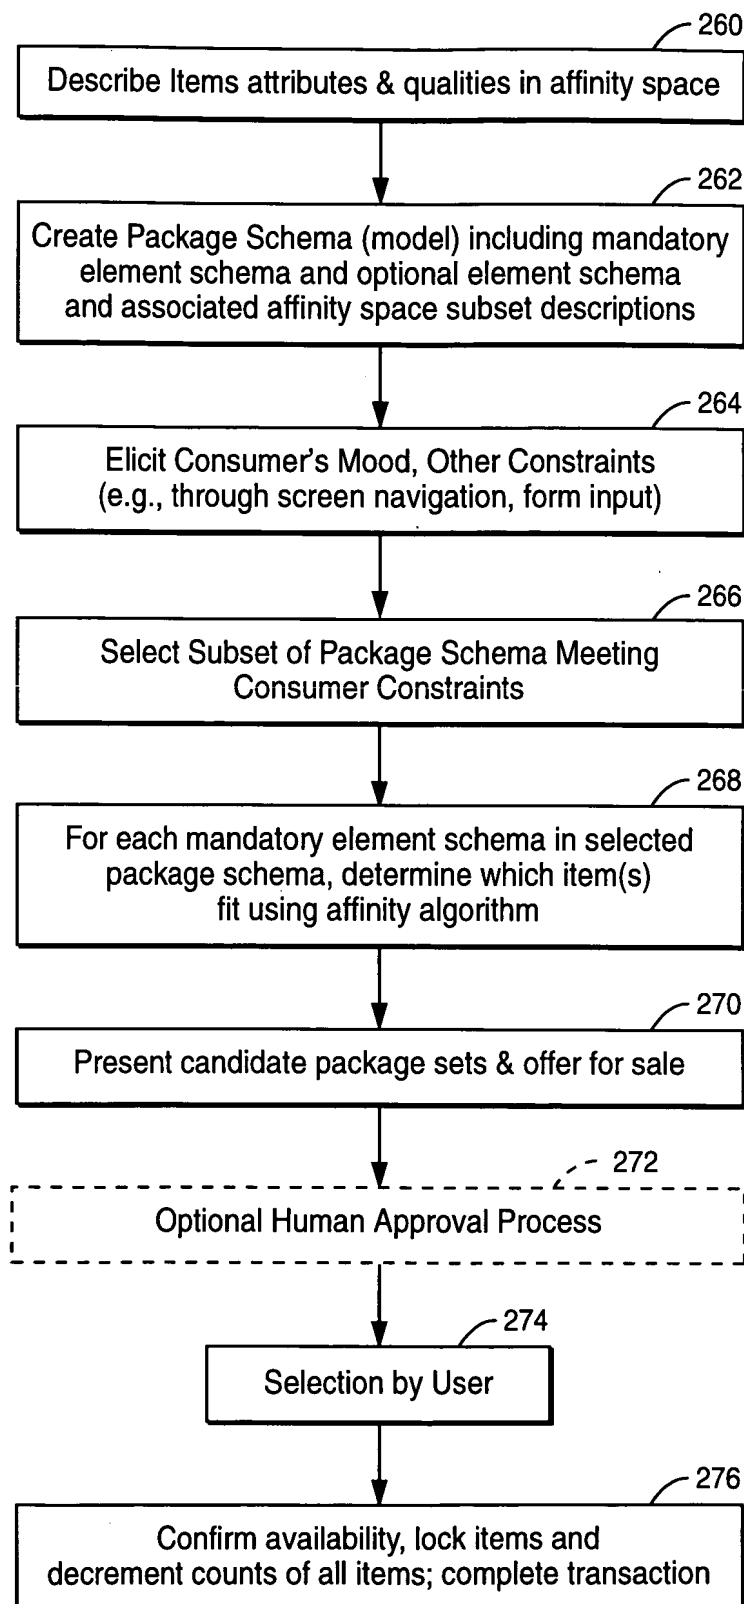 260
Describe Items attributes & qualities in affinity space
262
Create Package Schema (model) including mandatory
element schema and optional element schema
and associated affinity space subset descriptions
264
Elicit Consumer's Mood, Other Constraints
(e.g., through screen navigation, form input)
266
Select Subset of Package Schema Meeting
Consumer Constraints
268
For each mandatory element schema in selected
package schema, determine which item(s)
fit using affinity algorithm
270
Present candidate package sets & offer for sale
272
Optional Human Approval Process
274
Selection by User
276
Confirm availability, lock items and
decrement counts of all items; complete transaction